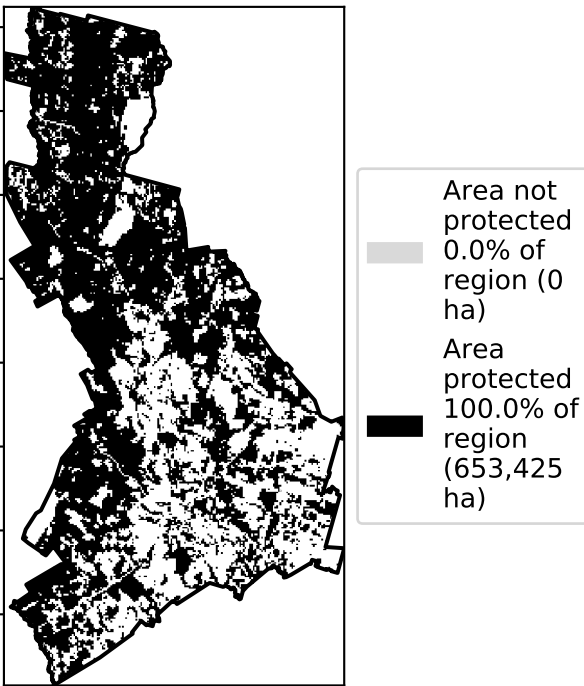 Area not
protected
0.0% of
region (0
ha)
Area
protected
100.0% of
region
(653,425
ha)